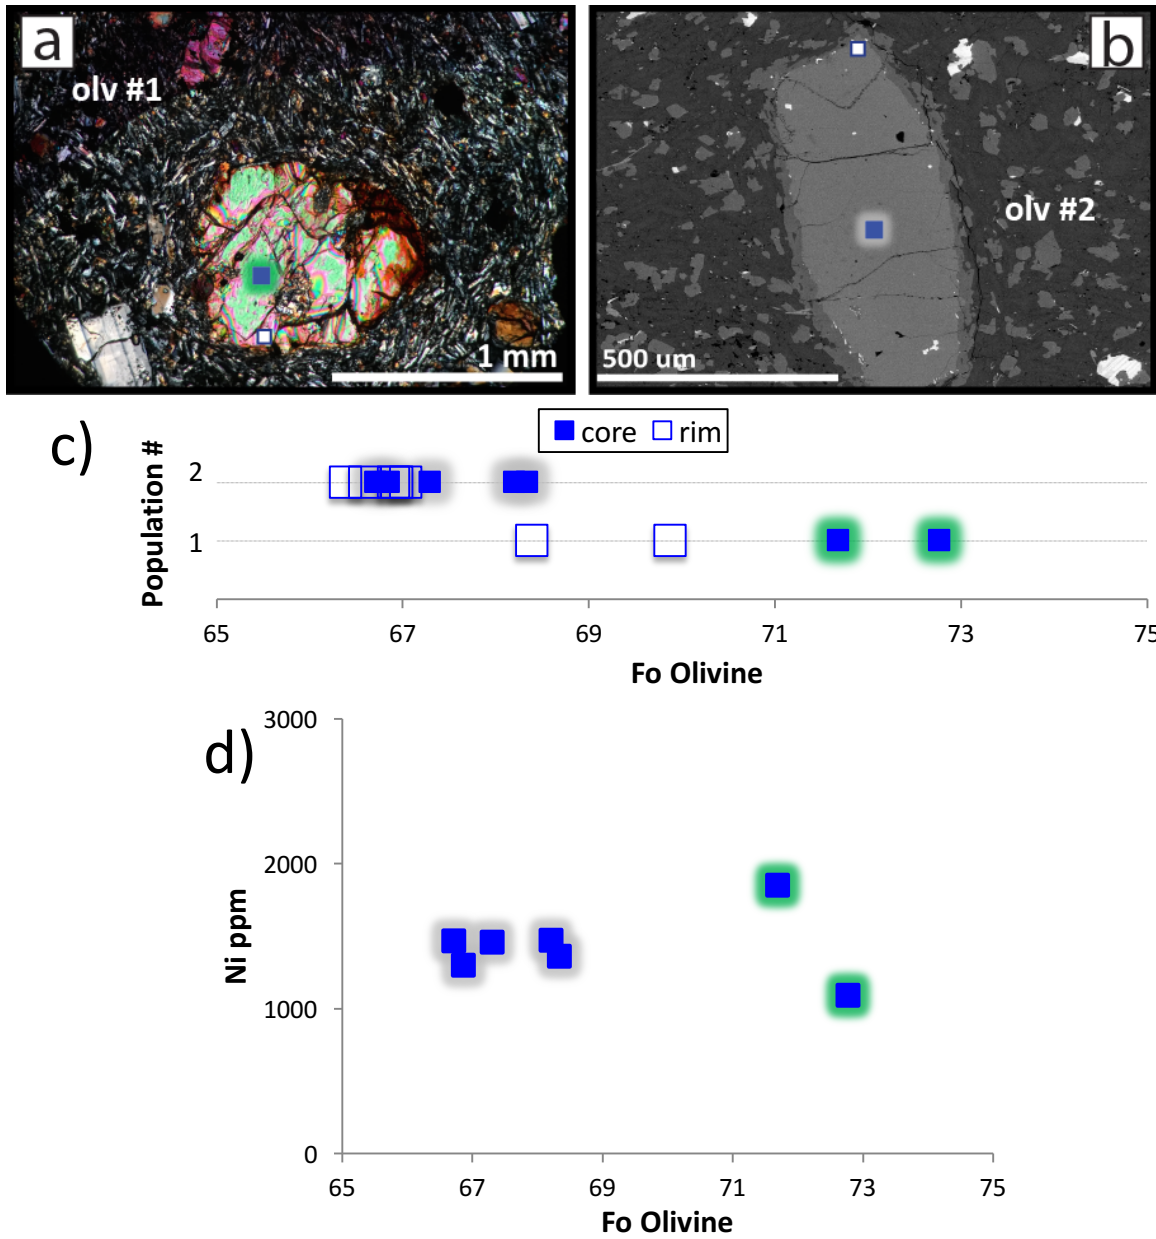 a
olv #1
1 mm
b
olv #2
500 um
c)
core rim
Population #
2
1
65 67 69 71 73 75
Fo Olivine
d)
Ni ppm
3000
2000
1000
0
65 67 69 71 73 75
Fo Olivine